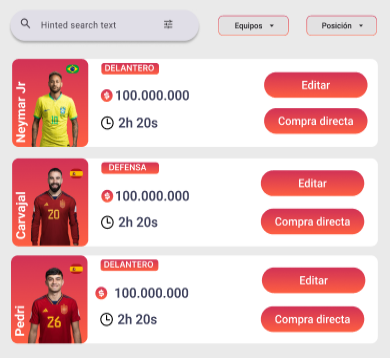 Hinted search text
Equipos
Posición
Neymar Jr
DELANTERO
100.000.000
2h 20s
Editar
Compra directa
10
Carvajal
DEFENSA
100.000.000
2h 20s
Editar
Compra directa
20
Pedri
DELANTERO
100.000.000
2h 20s
Editar
Compra directa
26